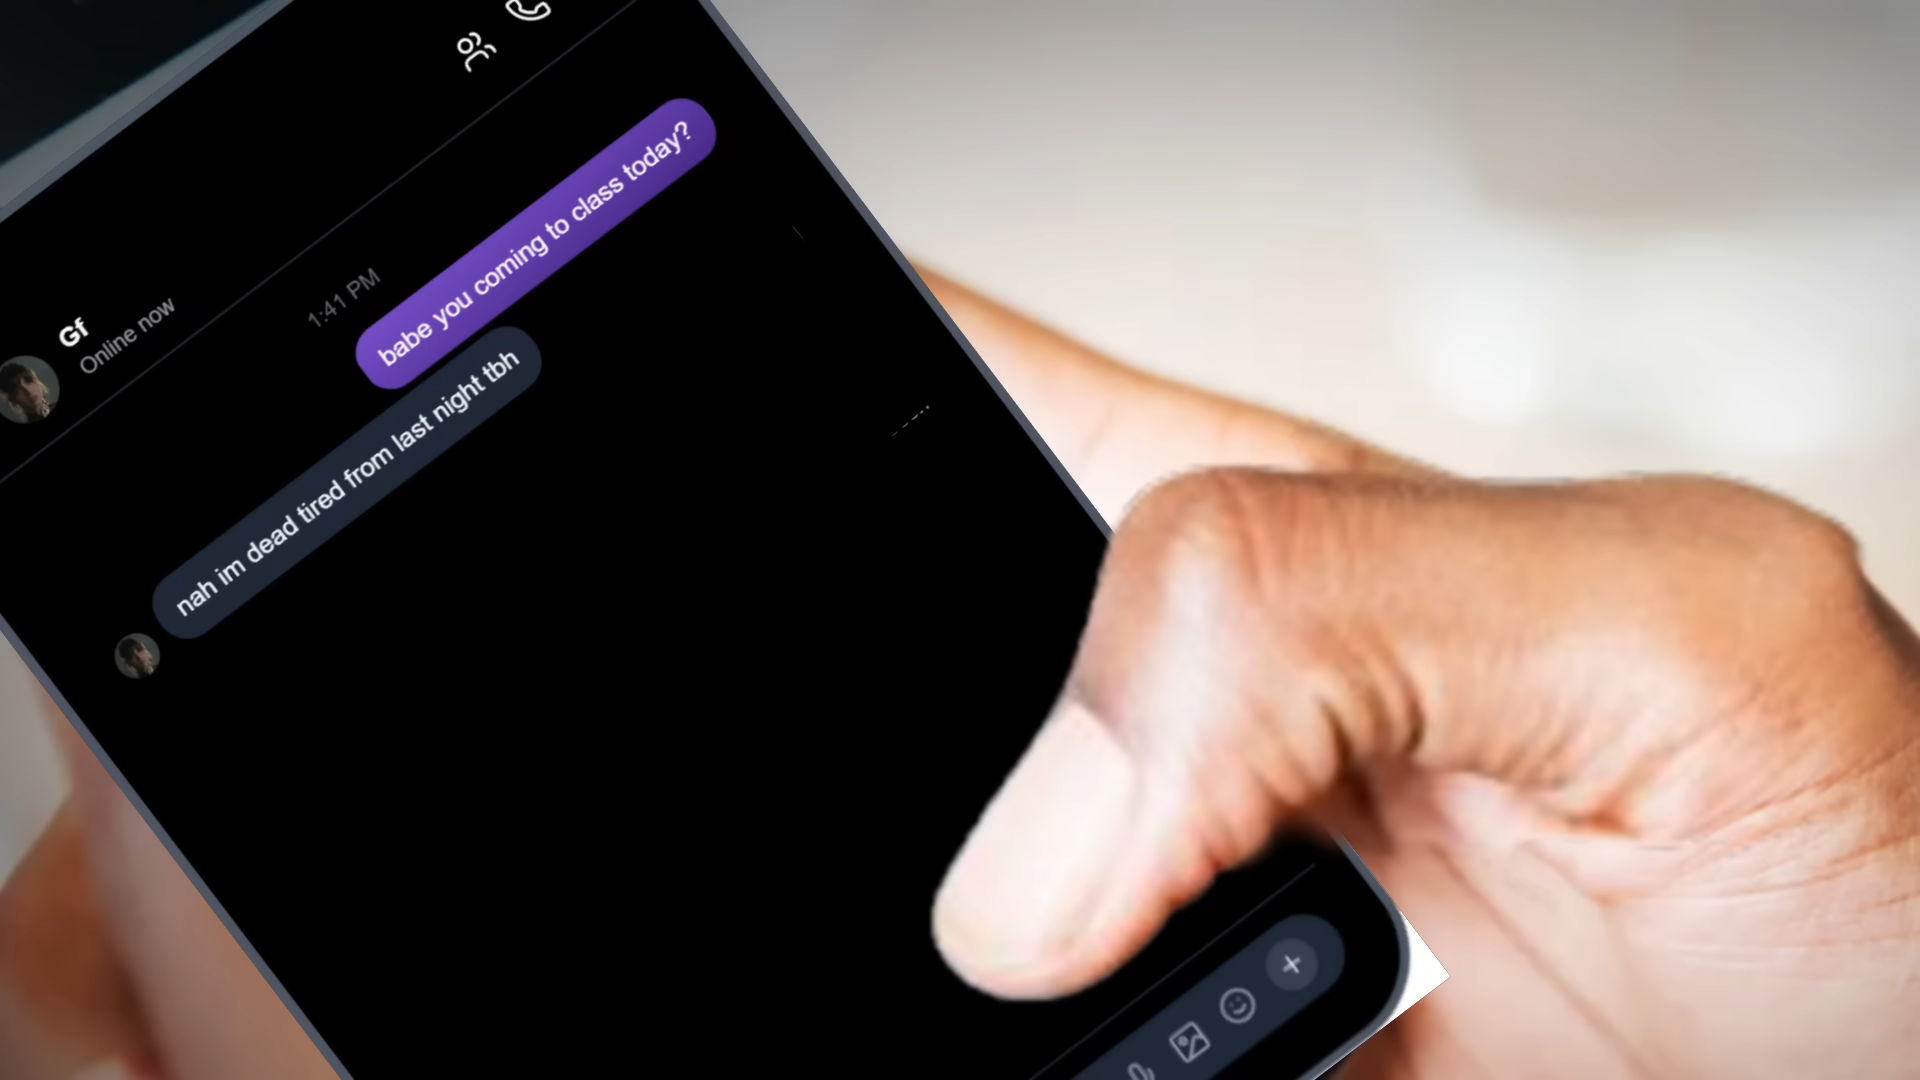 Gf
Online now
1:41 PM
babe you coming to class today?
nah im dead tired from last night tbh